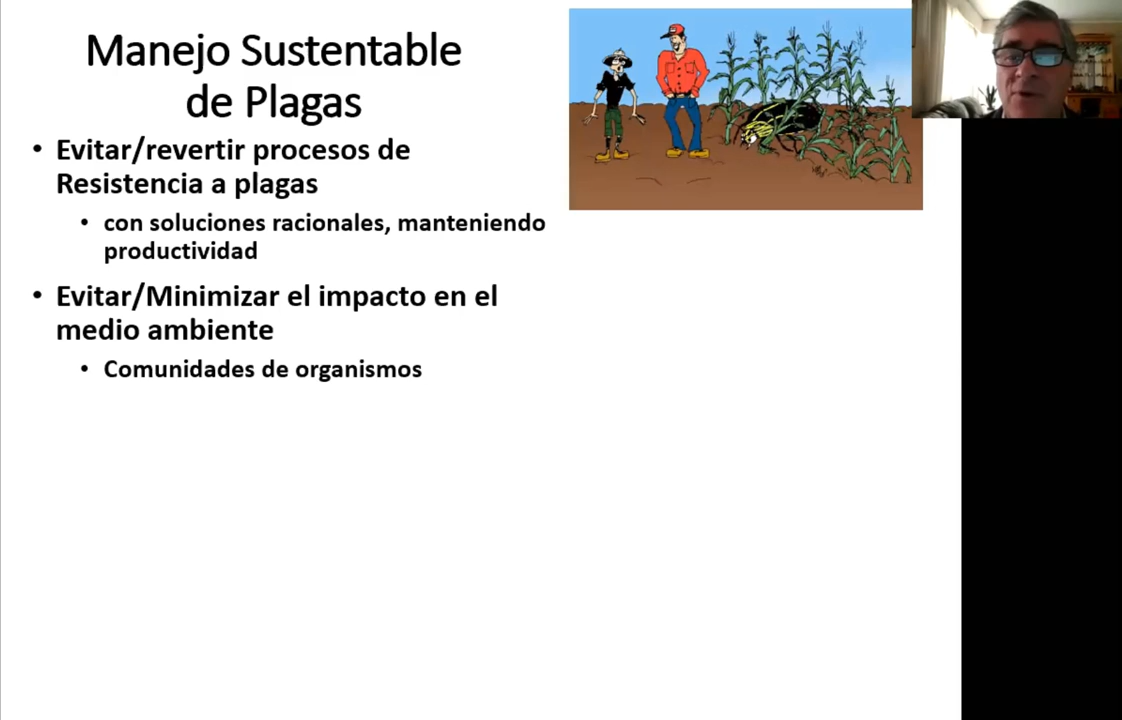 Manejo Sustentable
de Plagas
• Evitar/revertir procesos de
Resistencia a plagas
• con soluciones racionales, manteniendo
productividad
• Evitar/Minimizar el impacto en el
medio ambiente
• Comunidades de organismos